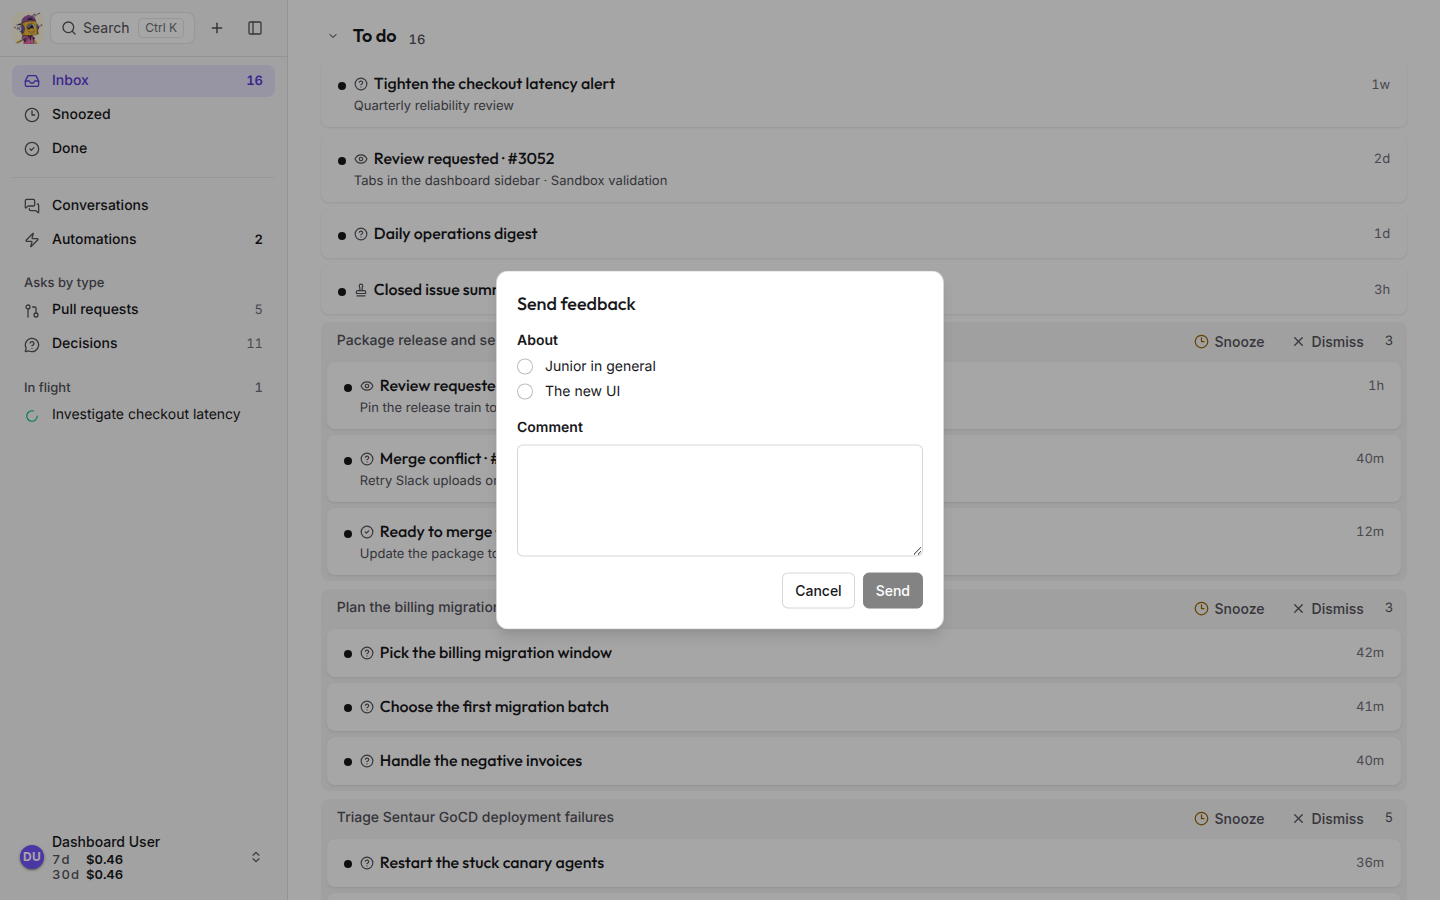 Search Ctrl K
Inbox 16
Snoozed
Done
Conversations
Automations 2
Asks by type
Pull requests 5
Decisions 11
In flight 1
Investigate checkout latency
DU
Dashboard User
7d $0.46
30d $0.46
To do 16
Tighten the checkout latency alert 1w
Quarterly reliability review
Review requested · #3052 2d
Tabs in the dashboard sidebar · Sandbox validation
Daily operations digest 1d
Closed issue sum 3h
Package release and se Snooze Dismiss 3
Review requeste 1h
Pin the release train to
Merge conflict · # 40m
Retry Slack uploads
Ready to merge 12m
Update the package to
Plan the billing migration Snooze Dismiss 3
Pick the billing migration window 42m
Choose the first migration batch 41m
Handle the negative invoices 40m
Triage Sentaur GoCD deployment failures Snooze Dismiss 5
Restart the stuck canary agents 36m
Send feedback
About
Junior in general
The new UI
Comment
Cancel Send